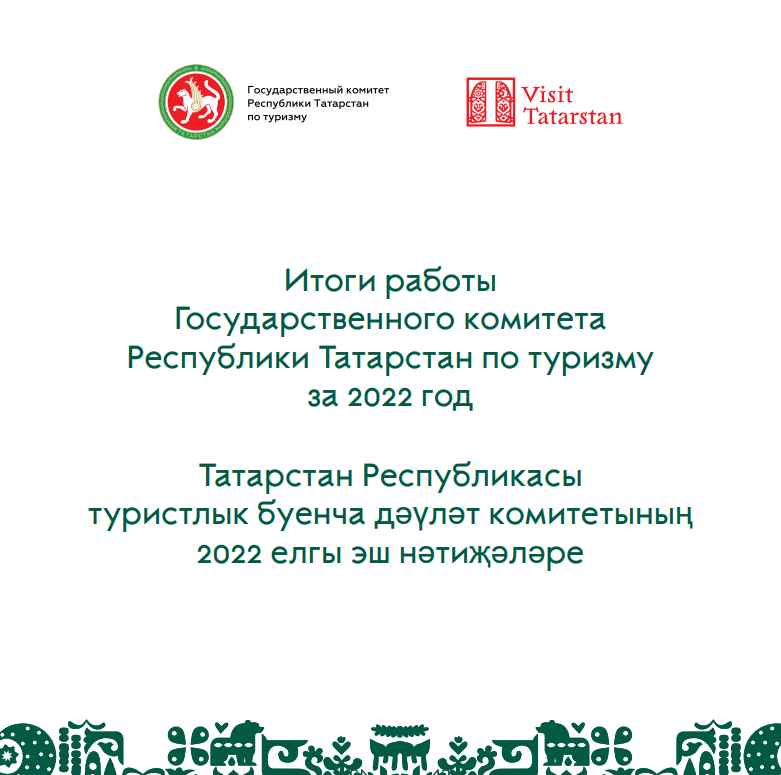 Государственный комитет
Республики Татарстан
по туризму
Visit
Tatarstan
ТАТАРСТАН
Итоги работы
Государственного комитета
Республики Татарстан по туризму
за 2022 год
Татарстан Республикасы
туристлык буенча дәүләт комитетының
2022 елгы эш нәтиҗәләре